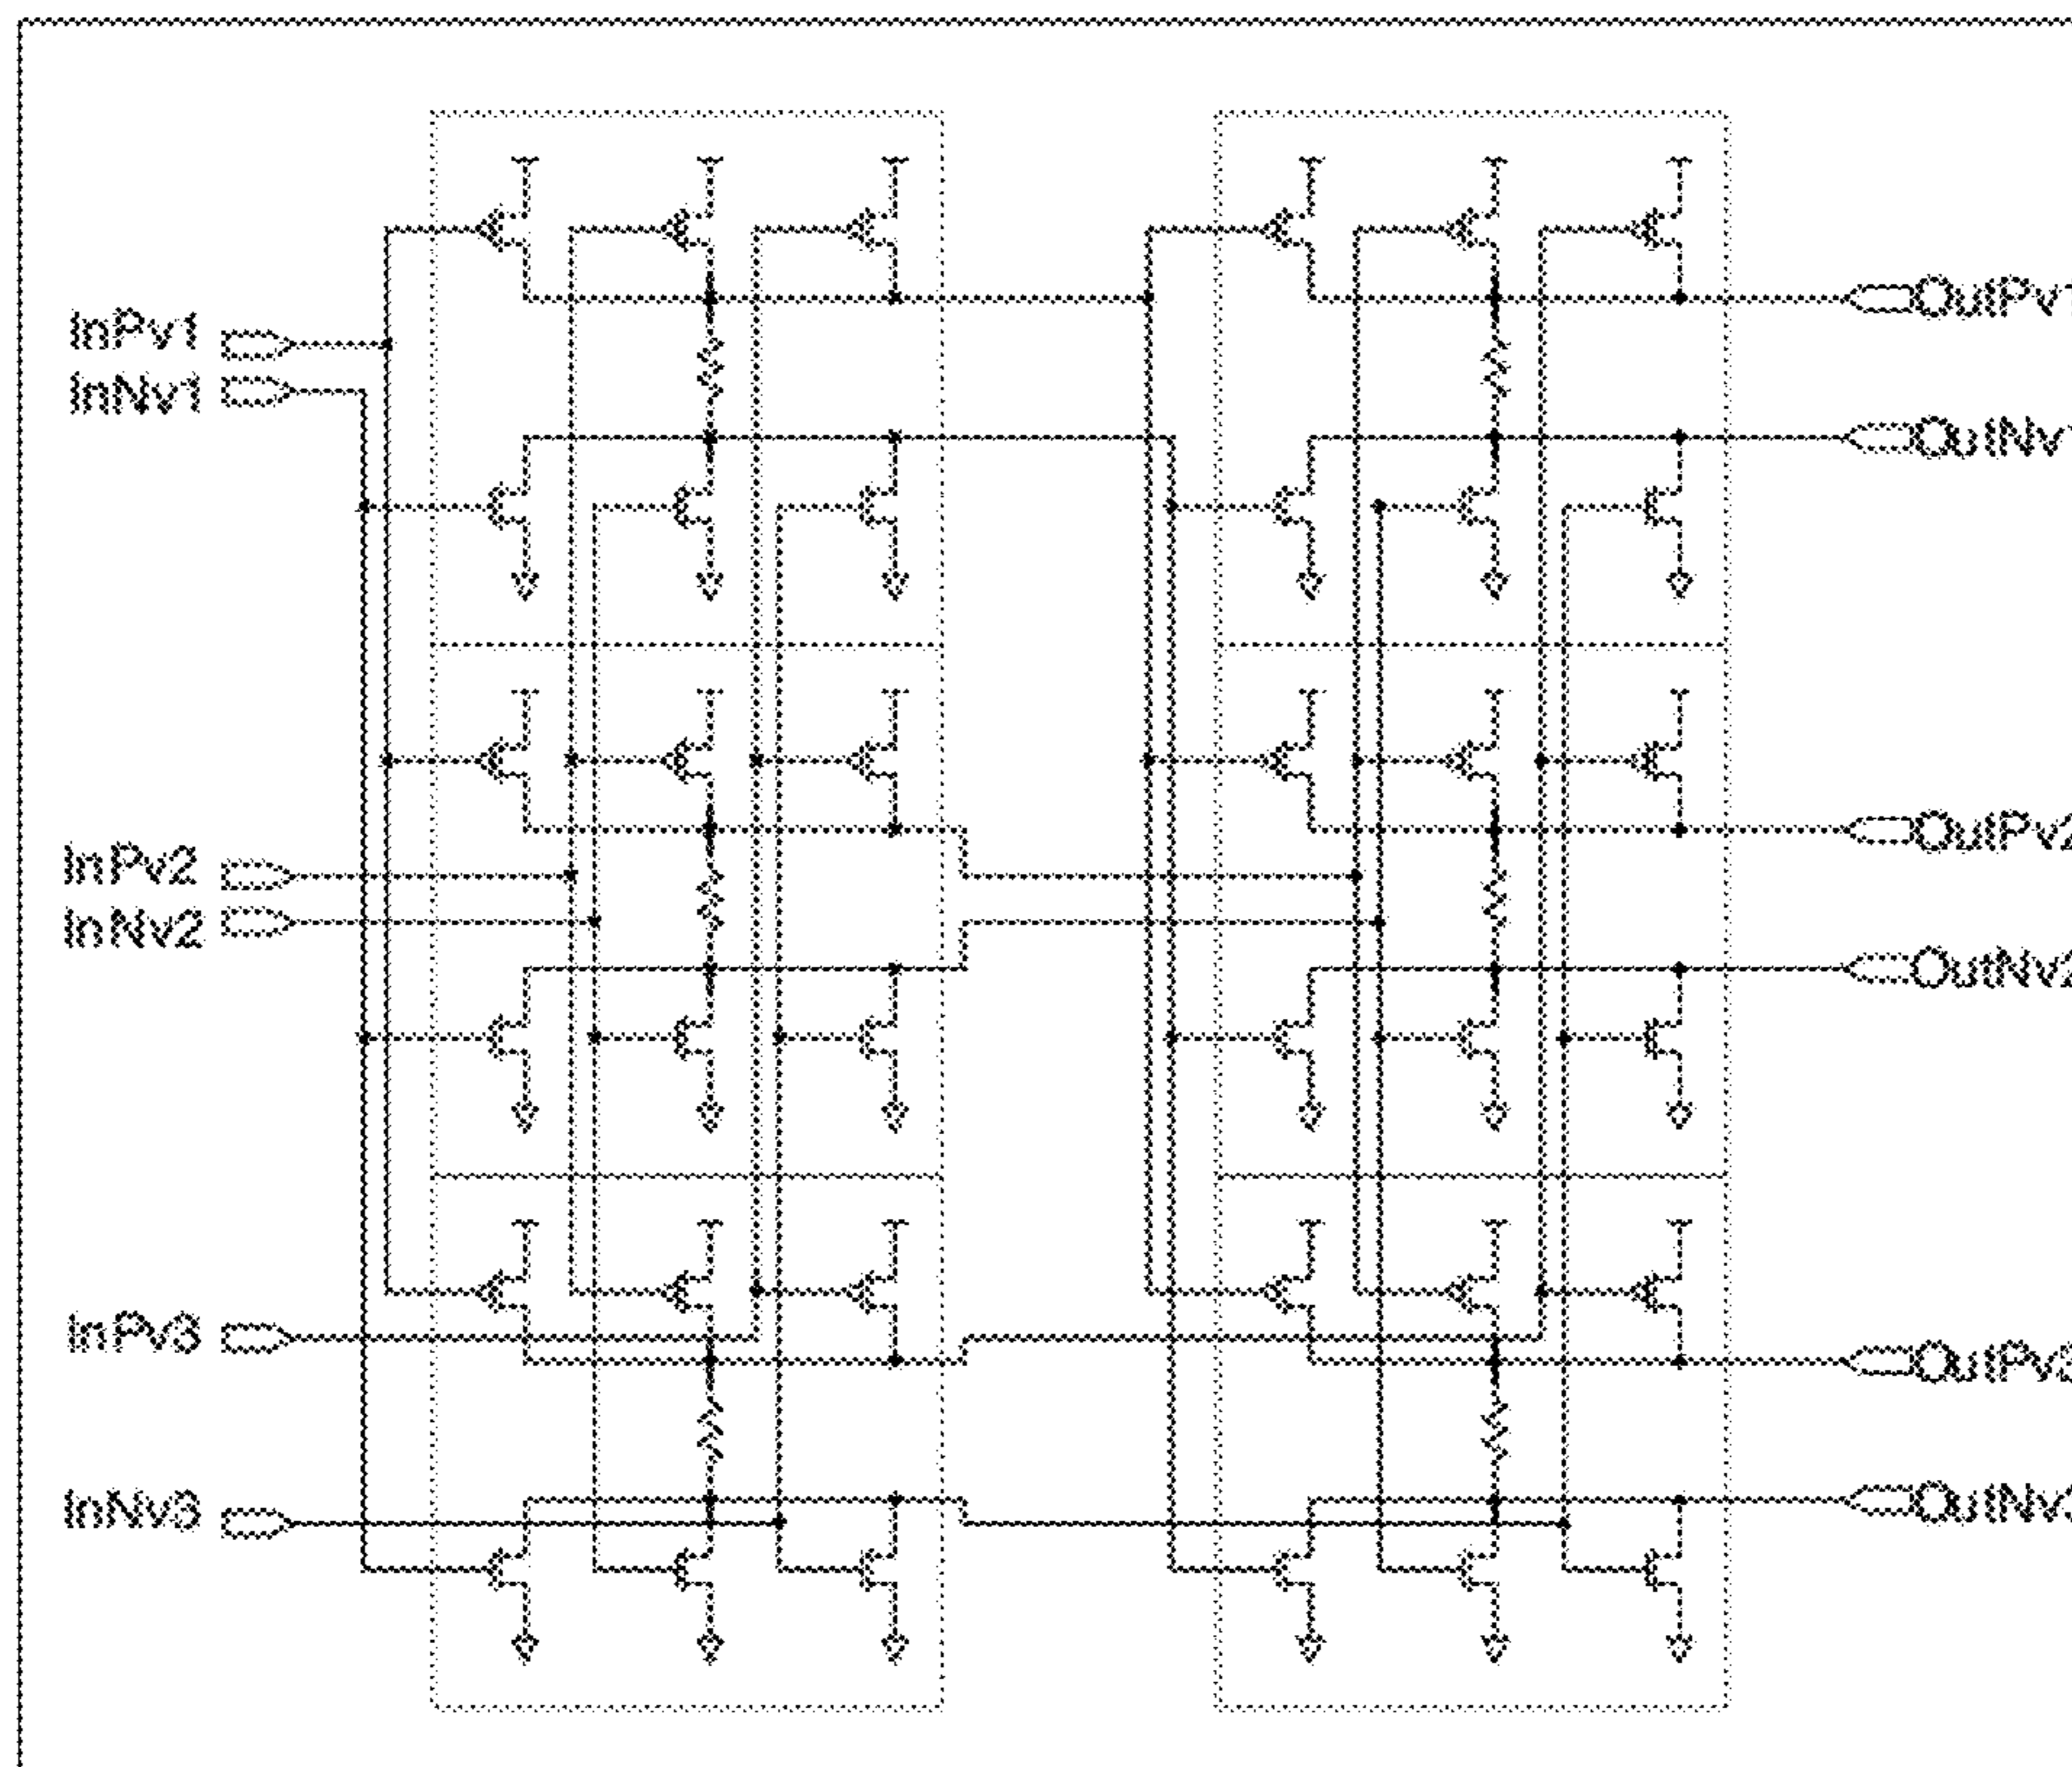 InPv1
OutPv1
InNv1
OutNv1
InPv2
OutPv2
InNv2
OutNv2
InPv3
OutPv3
InNv3
OutNv3